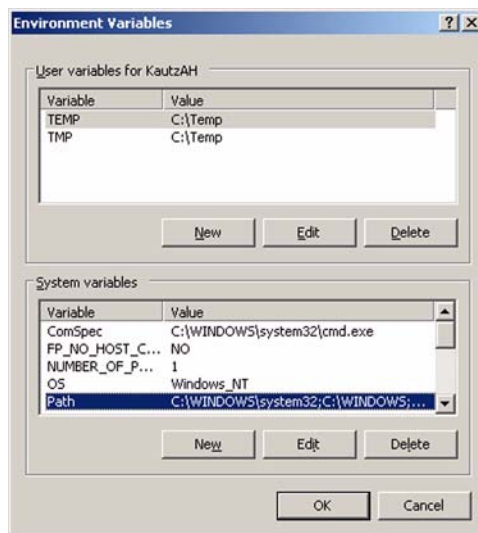 Environment Variables
User variables for KautzAH
Variable Value
TEMP C:\Temp
TMP C:\Temp
New Edit Delete
System variables
Variable Value
ComSpec C:\WINDOWS\system32\cmd.exe
FP_NO_HOST_C... NO
NUMBER_OF_P... 1
OS Windows_NT
Path C:\WINDOWS\system32;C:\WINDOWS;...
New Edit Delete
OK Cancel